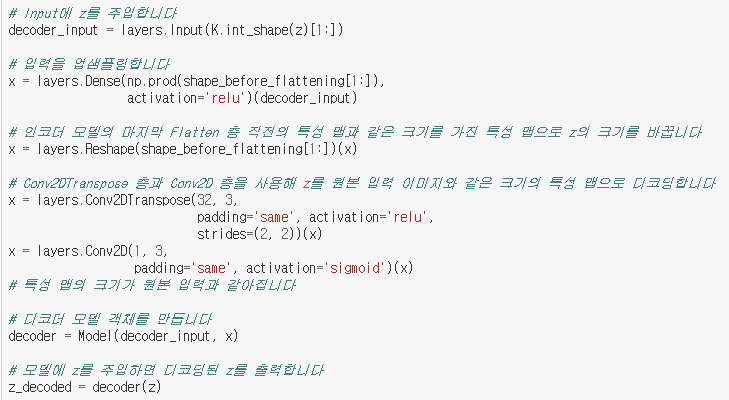 # Input에 z를 주입합니다
decoder_input = layers.Input(K.int_shape(z)[1:])
# 입력을 업샘플링합니다
x = layers.Dense(np.prod(shape_before_flattening[1:]),
activation='relu')(decoder_input)
# 인코더 모델의 마지막 Flatten 층 직전의 특성 맵과 같은 크기를 가진 특성 맵으로 z의 크기를 바꿉니다
x = layers.Reshape(shape_before_flattening[1:])(x)
# Conv2DTranspose 층과 Conv2D 층을 사용해 z를 원본 입력 이미지와 같은 크기의 특성 맵으로 디코딩합니다
x = layers.Conv2DTranspose(32, 3,
padding='same', activation='relu',
strides=(2, 2))(x)
x = layers.Conv2D(1, 3,
padding='same', activation='sigmoid')(x)
# 특성 맵의 크기가 원본 입력과 같아집니다
# 디코더 모델 객체를 만듭니다
decoder = Model(decoder_input, x)
# 모델에 z를 주입하면 디코딩된 z를 출력합니다
z_decoded = decoder(z)